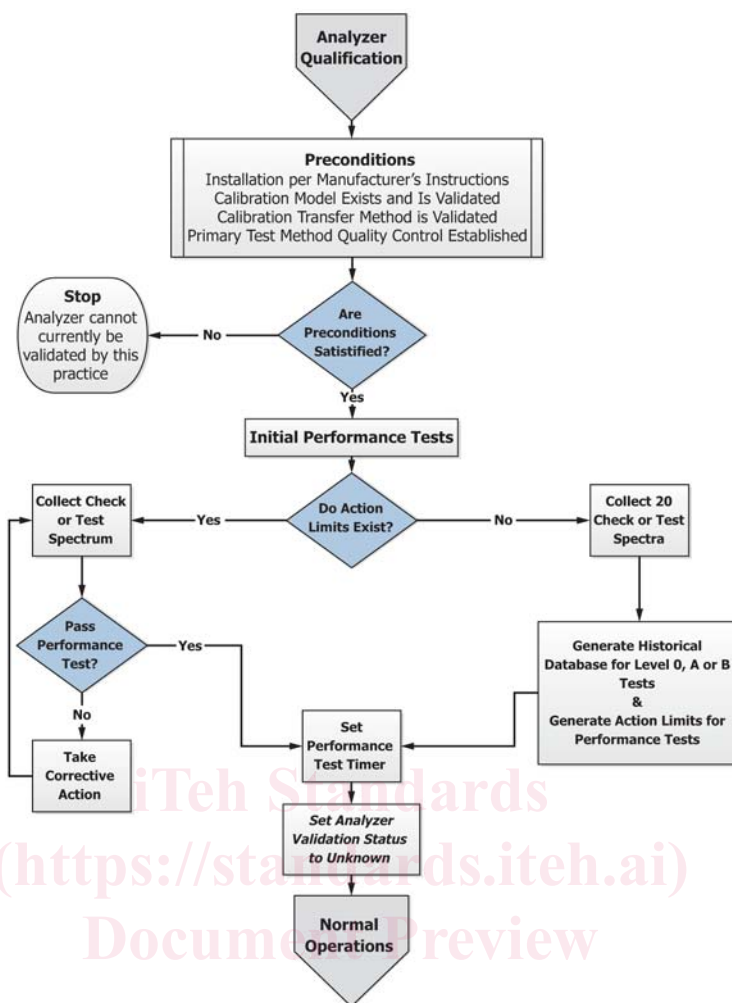 Analyzer
Qualification
Preconditions
Installation per Manufacturer's Instructions
Calibration Model Exists and Is Validated
Calibration Transfer Method is Validated
Primary Test Method Quality Control Established
Stop
Analyzer cannot
currently be
validated by this
practice
No
Are
Preconditions
Satistified?
Yes
Initial Performance Tests
Collect Check
or Test
Spectrum
Yes
Do Action
Limits Exist?
No
Collect 20
Check or Test
Spectra
Pass
Performance
Test?
Yes
No
Take
Corrective
Action
Generate Historical
Database for Level 0, A or B
Tests
&
Generate Action Limits for
Performance Tests
Set
Performance
Test Timer
Set Analyzer
Validation Status
to Unknown
Normal
Operations
iTeh Standards
(https://standards.iteh.ai)
Document Preview